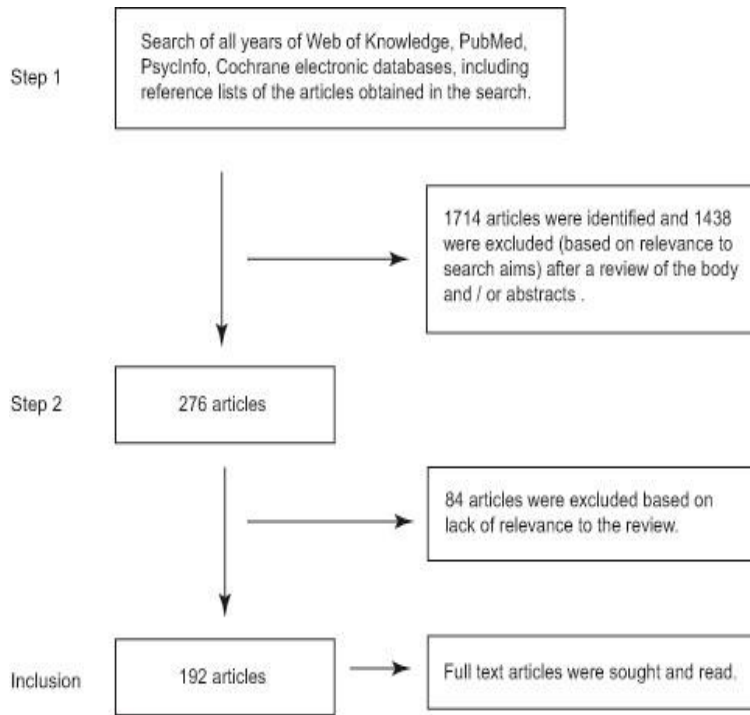 Step 1
Search of all years of Web of Knowledge, PubMed,
PsycInfo, Cochrane electronic databases, including
reference lists of the articles obtained in the search.
1714 articles were identified and 1438
were excluded (based on relevance to
search aims) after a review of the body
and / or abstracts .
Step 2
276 articles
84 articles were excluded based on
lack of relevance to the review.
Inclusion
192 articles
Full text articles were sought and read.